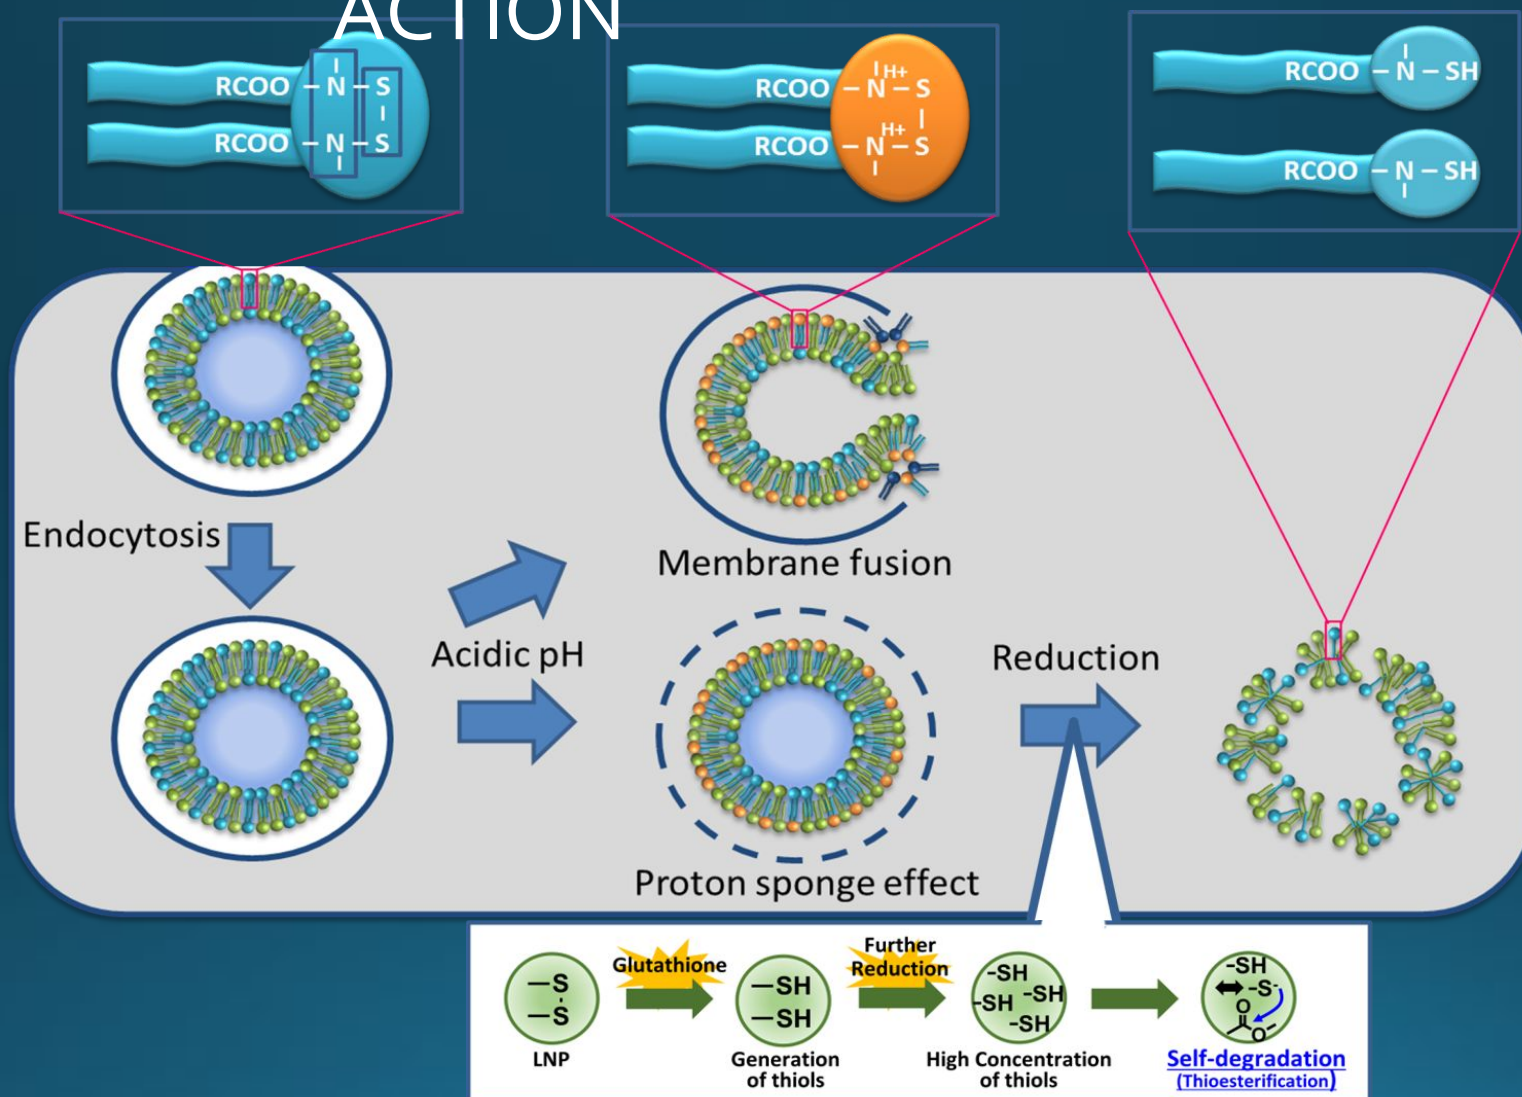 ACTION
RCOO – N – S
RCOO – N – S
RCOO – N – S
H+
RCOO – N – S
H+
RCOO – N – SH
RCOO – N – SH
Endocytosis
Membrane fusion
Acidic pH
Reduction
Proton sponge effect
–S
–S
LNP
Glutathione
–SH
–SH
Generation
of thiols
Further
Reduction
-SH
-SH
-SH
-SH
High Concentration
of thiols
-SH
-S-
O
O
Self-degradation
(Thioesterification)